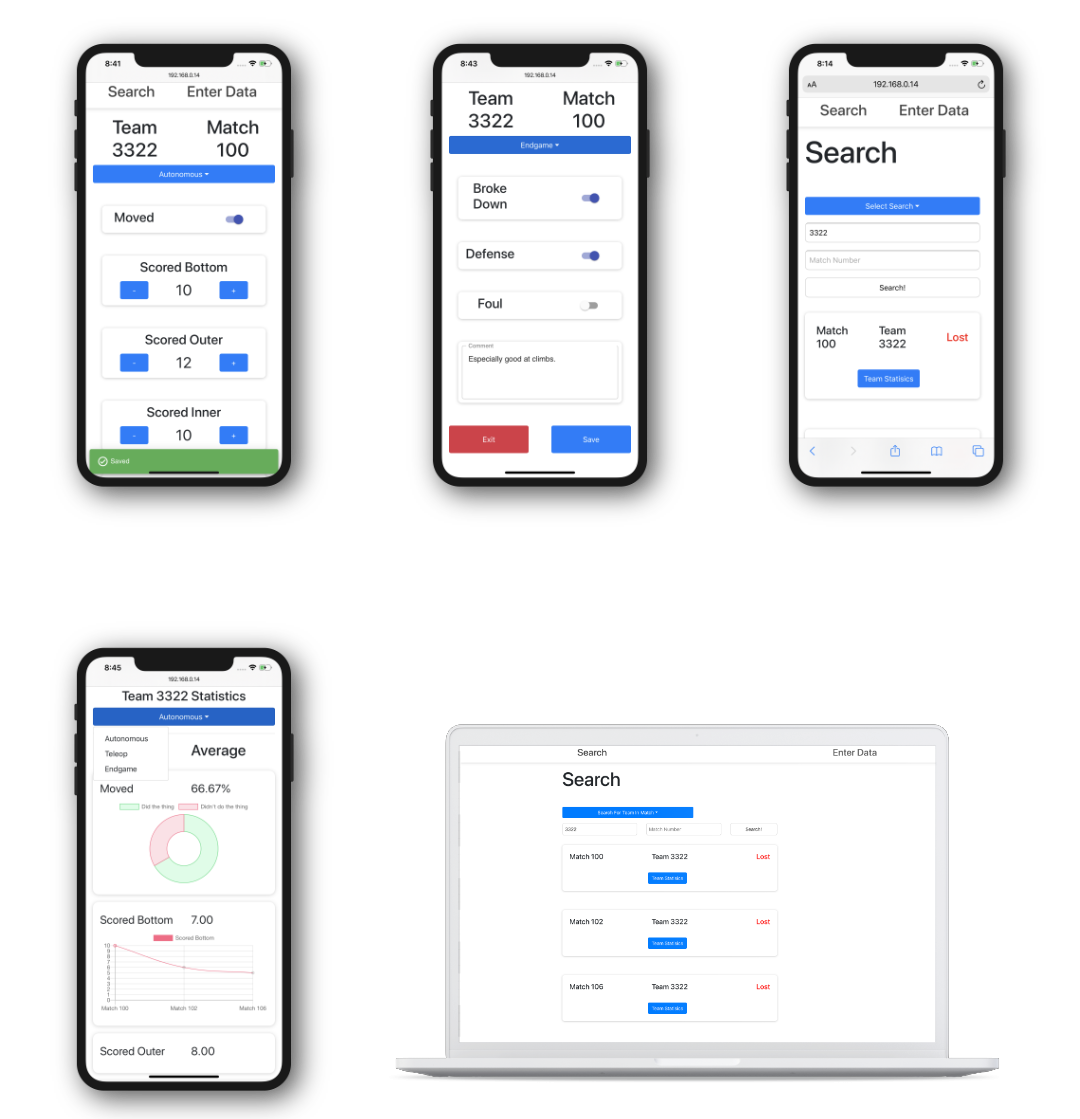 8:41
192.168.0.14
Search Enter Data
Team Match
3322 100
Autonomous
Moved
Scored Bottom
- 10 +
Scored Outer
- 12 +
Scored Inner
- 10 +
Saved
8:43
192.168.0.14
Team Match
3322 100
Endgame
Broke
Down
Defense
Foul
Comment
Especially good at climbs.
Exit Save
8:14
AA 192.168.0.14
Search Enter Data
Search
Select Search
3322
Match Number
Search!
Match Team Lost
100 3322
Team Statisics
8:45
192.168.0.14
Team 3322 Statistics
Autonomous
Autonomous
Teleop
Endgame
Average
Moved 66.67%
Did the thing Didn't do the thing
Scored Bottom 7.00
Scored Bottom
10
9
8
7
6
5
4
3
2
1
0
Match 100 Match 102 Match 106
Scored Outer 8.00
Search Enter Data
Search
Search For Team In Match
3322 Match Number Search!
Match 100 Team 3322 Lost
Team Statisics
Match 102 Team 3322 Lost
Team Statisics
Match 106 Team 3322 Lost
Team Statisics